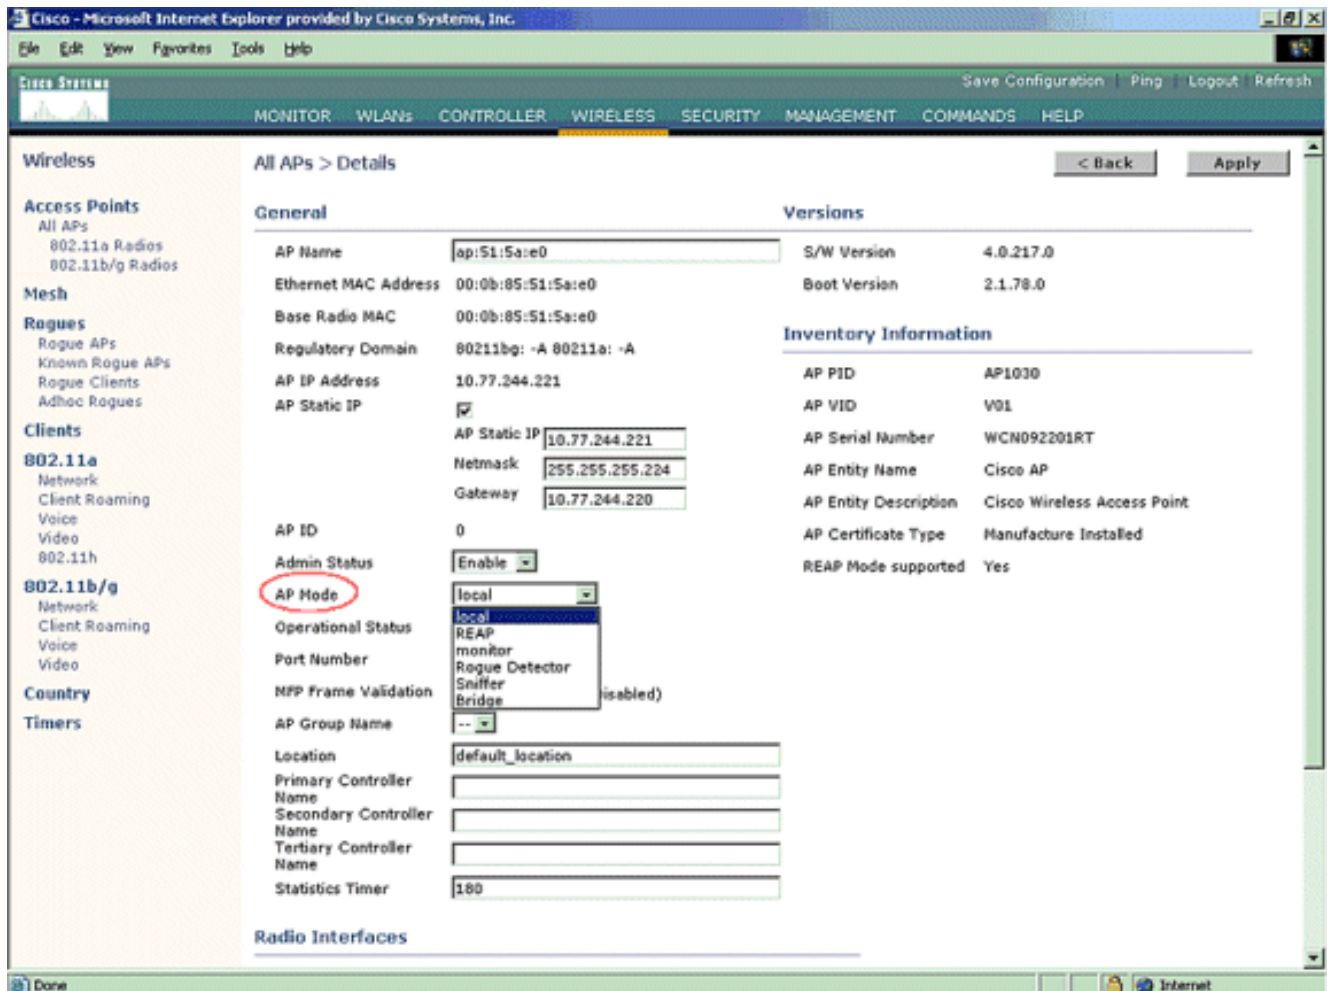 Cisco - Microsoft Internet Explorer provided by Cisco Systems, Inc.
File Edit View Favorites Tools Help
Cisco Systems
Save Configuration | Ping | Logout | Refresh
MONITOR WLANs CONTROLLER WIRELESS SECURITY MANAGEMENT COMMANDS HELP
Wireless
Access Points
All APs
802.11a Radios
802.11b/g Radios
Mesh
Rogues
Rogue APs
Known Rogue APs
Rogue Clients
Adhoc Rogues
Clients
802.11a
Network
Client Roaming
Voice
Video
802.11h
802.11b/g
Network
Client Roaming
Voice
Video
Country
Timers
All APs > Details
< Back Apply
General
AP Name ap:51:5a:e0
Ethernet MAC Address 00:0b:85:51:5a:e0
Base Radio MAC 00:0b:85:51:5a:e0
Regulatory Domain 80211bg: -A 80211a: -A
AP IP Address 10.77.244.221
AP Static IP
AP Static IP 10.77.244.221
Netmask 255.255.255.224
Gateway 10.77.244.220
AP ID 0
Admin Status Enable
AP Mode local
local
REAP
monitor
Rogue Detector
Sniffer
Bridge
Operational Status
Port Number
MFP Frame Validation isabled)
AP Group Name --
Location default_location
Primary Controller
Name
Secondary Controller
Name
Tertiary Controller
Name
Statistics Timer 180
Radio Interfaces
Versions
S/W Version 4.0.217.0
Boot Version 2.1.78.0
Inventory Information
AP PID AP1030
AP VID V01
AP Serial Number WCN092201RT
AP Entity Name Cisco AP
AP Entity Description Cisco Wireless Access Point
AP Certificate Type Manufacture Installed
REAP Mode supported Yes
Done
Internet